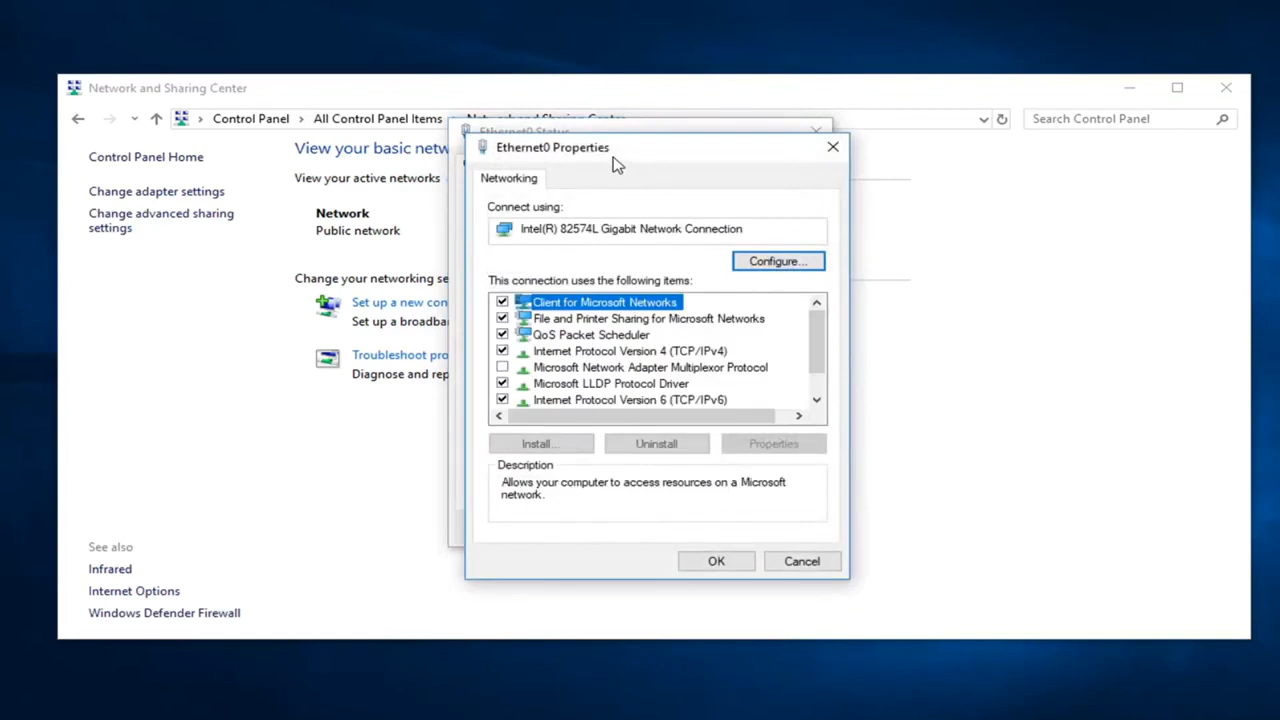 Network and Sharing Center
Control Panel
All Control Panel Items
Network and Sharing Center
Search Control Panel
Control Panel Home
Change adapter settings
Change advanced sharing
settings
See also
Infrared
Internet Options
Windows Defender Firewall
View your basic netw
View your active networks
Network
Public network
Change your networking se
Set up a new con
Set up a broadba
Troubleshoot pro
Diagnose and rep
Ethernet0 Status
Ethernet0 Properties
Networking
Connect using:
Intel(R) 82574L Gigabit Network Connection
Configure...
This connection uses the following items:
Client for Microsoft Networks
File and Printer Sharing for Microsoft Networks
QoS Packet Scheduler
Internet Protocol Version 4 (TCP/IPv4)
Microsoft Network Adapter Multiplexor Protocol
Microsoft LLDP Protocol Driver
Internet Protocol Version 6 (TCP/IPv6)
Install...
Uninstall
Properties
Description
Allows your computer to access resources on a Microsoft
network.
OK
Cancel